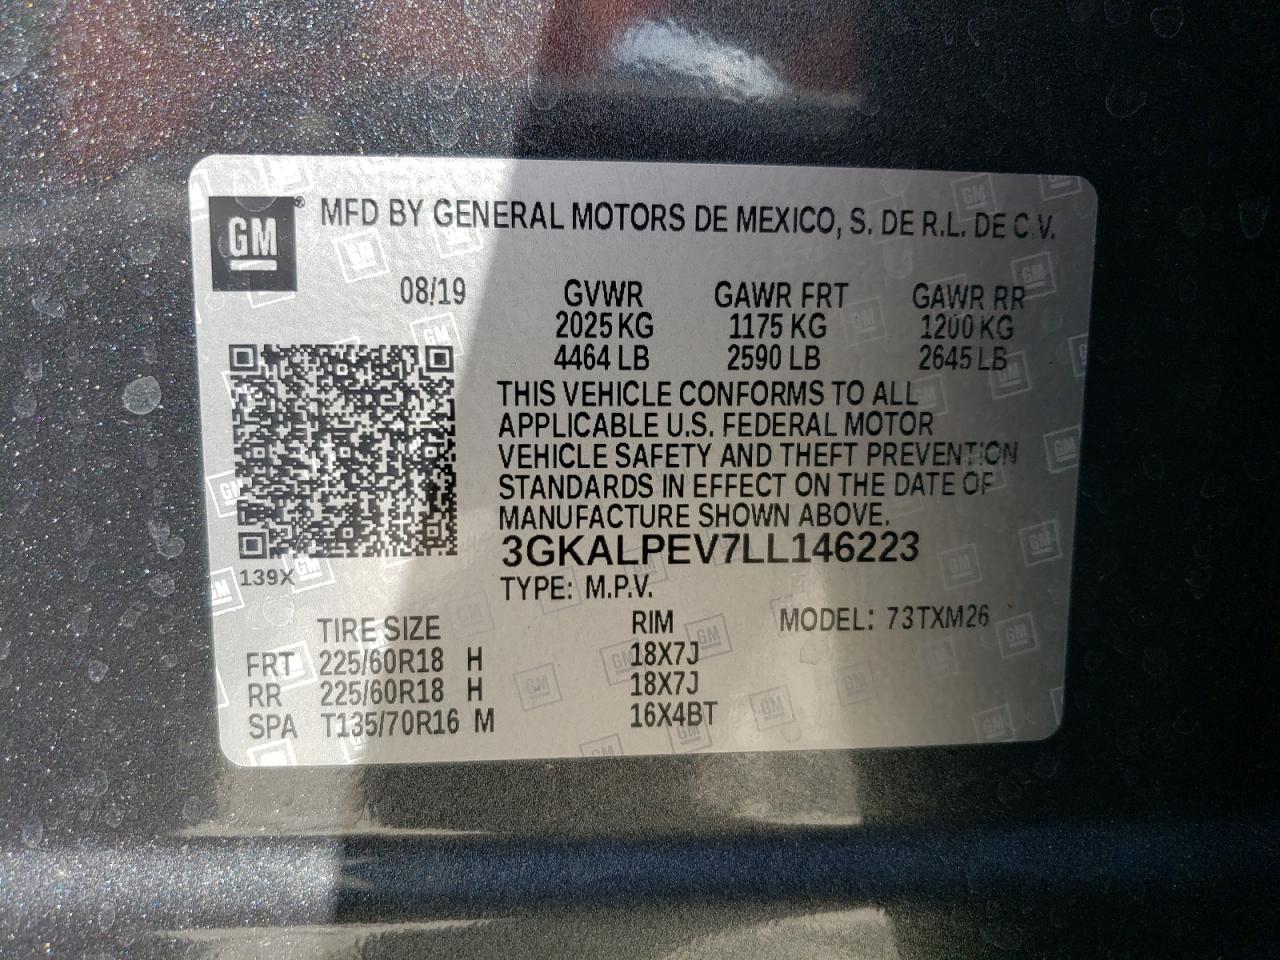 GM® MFD BY GENERAL MOTORS DE MEXICO, S. DE R.L. DE C.V.
08/19 GVWR GAWR FRT GAWR RR
2025 KG 1175 KG 1200 KG
4464 LB 2590 LB 2645 LB
THIS VEHICLE CONFORMS TO ALL
APPLICABLE U.S. FEDERAL MOTOR
VEHICLE SAFETY AND THEFT PREVENTION
STANDARDS IN EFFECT ON THE DATE OF
MANUFACTURE SHOWN ABOVE.
3GKALPEV7LL146223
139X
TYPE: M.P.V.
TIRE SIZE RIM MODEL: 73TXM26
FRT 225/60R18 H 18X7J
RR 225/60R18 H 18X7J
SPA T135/70R16 M 16X4BT